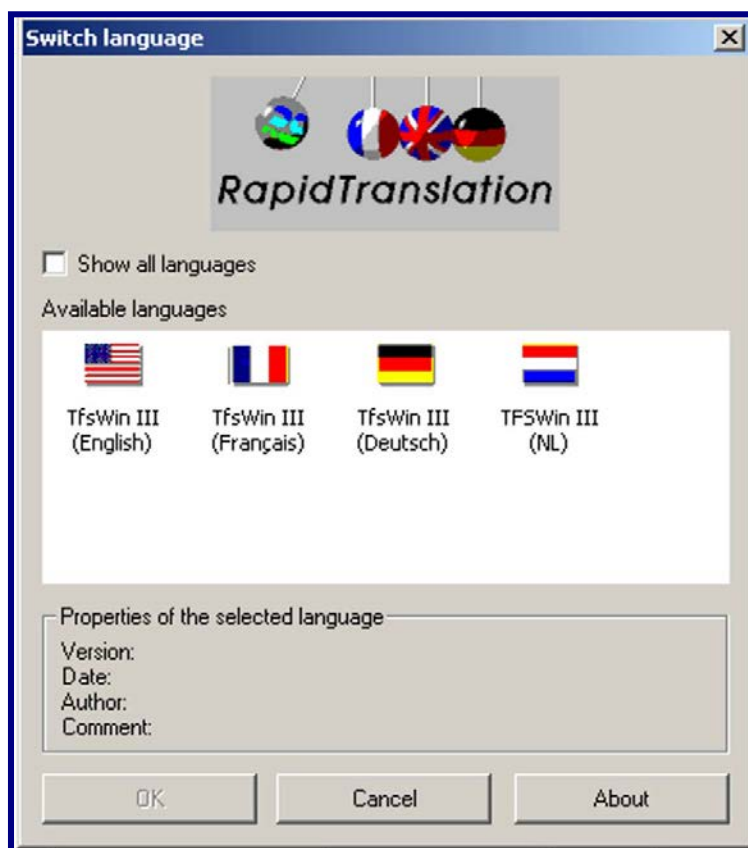 Switch language
RapidTranslation
Show all languages
Available languages
TfsWin III
(English)
TfsWin III
(Français)
TfsWin III
(Deutsch)
TFSWin III
(NL)
Properties of the selected language
Version:
Date:
Author:
Comment:
OK
Cancel
About